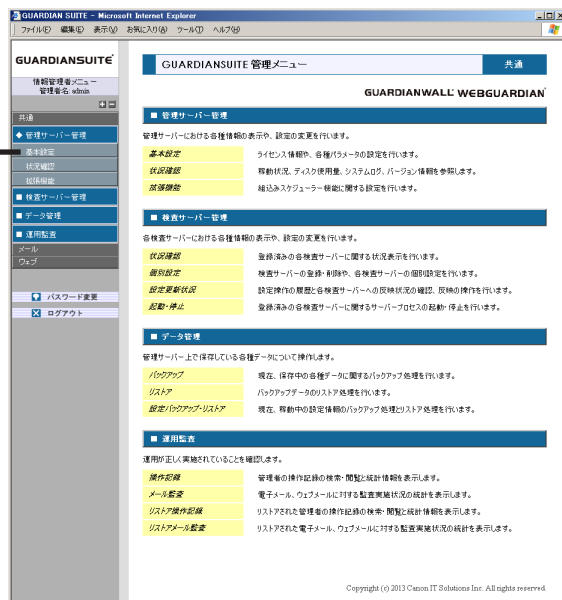 GUARDIAN SUITE - Microsoft Internet Explorer
ファイル(F) 編集(E) 表示(V) お気に入り(A) ツール(T) ヘルプ(H)
GUARDIANSUITE
情報管理者メニュー
管理者名: admin
共通
◆ 管理サーバー管理
基本設定
状況確認
拡張機能
■ 検査サーバー管理
■ データ管理
■ 運用監査
メール
ウェブ
パスワード変更
ログアウト
GUARDIANSUITE 管理メニュー 共通
GUARDIANWALL WEBGUARDIAN
■ 管理サーバー管理
管理サーバーにおける各種情報の表示や、設定の変更を行います。
基本設定 ライセンス情報や、各種パラメータの設定を行います。
状況確認 稼動状況、ディスク使用量、システムログ、バージョン情報を参照します。
拡張機能 組込みスケジューラー機能に関する設定を行います。
■ 検査サーバー管理
各検査サーバーにおける各種情報の表示や、設定の変更を行います。
状況確認 登録済みの各検査サーバーに関する状況表示を行います。
個別設定 検査サーバーの登録・削除や、各検査サーバーの個別設定を行います。
設定更新状況 設定操作の履歴と各検査サーバーへの反映状況の確認、反映の操作を行います。
起動・停止 登録済みの各検査サーバーに関するサーバープロセスの起動・停止を行います。
■ データ管理
管理サーバー上で保存している各種データについて操作します。
バックアップ 現在、保存中の各種データに関するバックアップ処理を行います。
リストア バックアップデータのリストア処理を行います。
設定バックアップ・リストア 現在、稼動中の設定情報のバックアップ処理とリストア処理を行います。
■ 運用監査
運用が正しく実施されていることを確認します。
操作記録 管理者の操作記録の検索・閲覧と統計情報を表示します。
メール監査 電子メール、ウェブメールに対する監査実施状況の統計を表示します。
リストア操作記録 リストアされた管理者の操作記録の検索・閲覧と統計情報を表示します。
リストアメール監査 リストアされた電子メール、ウェブメールに対する監査実施状況の統計を表示します。
Copyright (c) 2013 Canon IT Solutions Inc. All rights reserved.